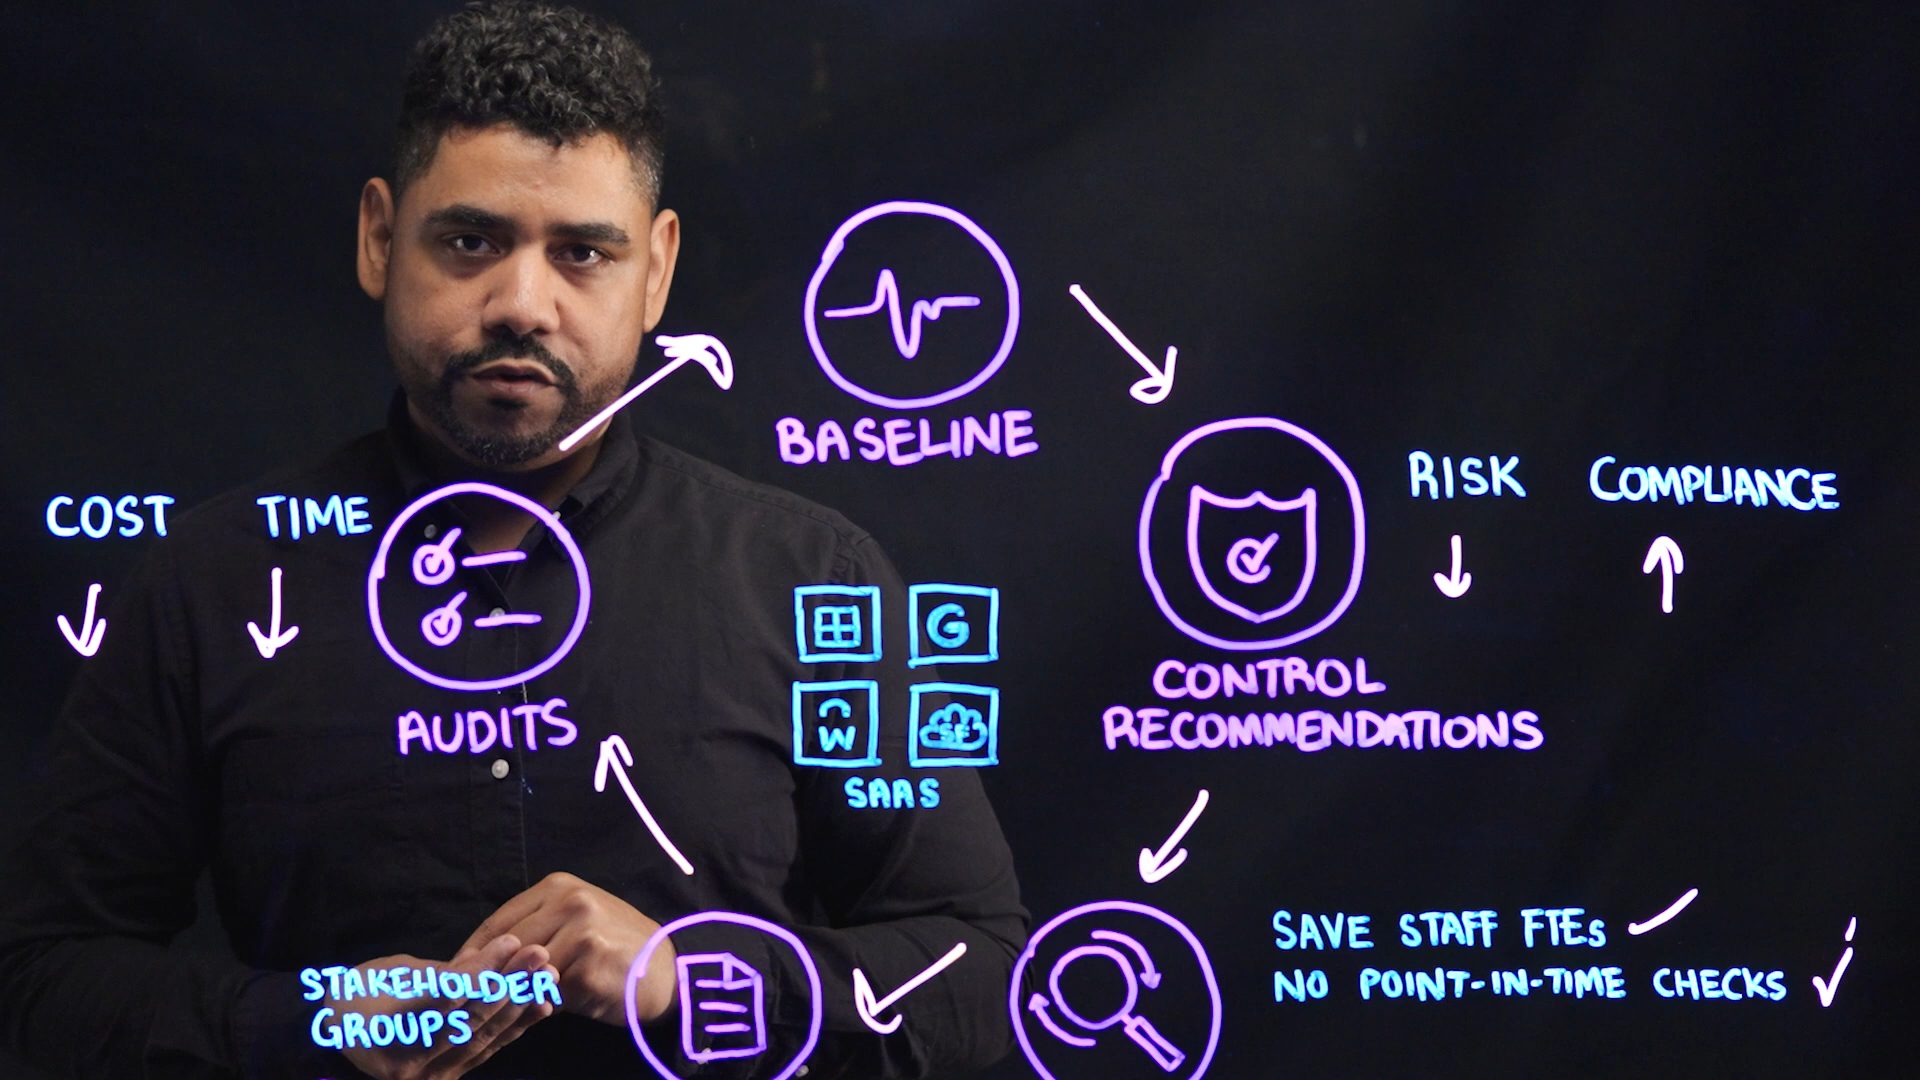 BASELINE
COST
TIME
RISK
COMPLIANCE
G
W
SF
SAAS
AUDITS
CONTROL
RECOMMENDATIONS
SAVE STAFF FTEs
NO POINT-IN-TIME CHECKS
STAKEHOLDER
GROUPS